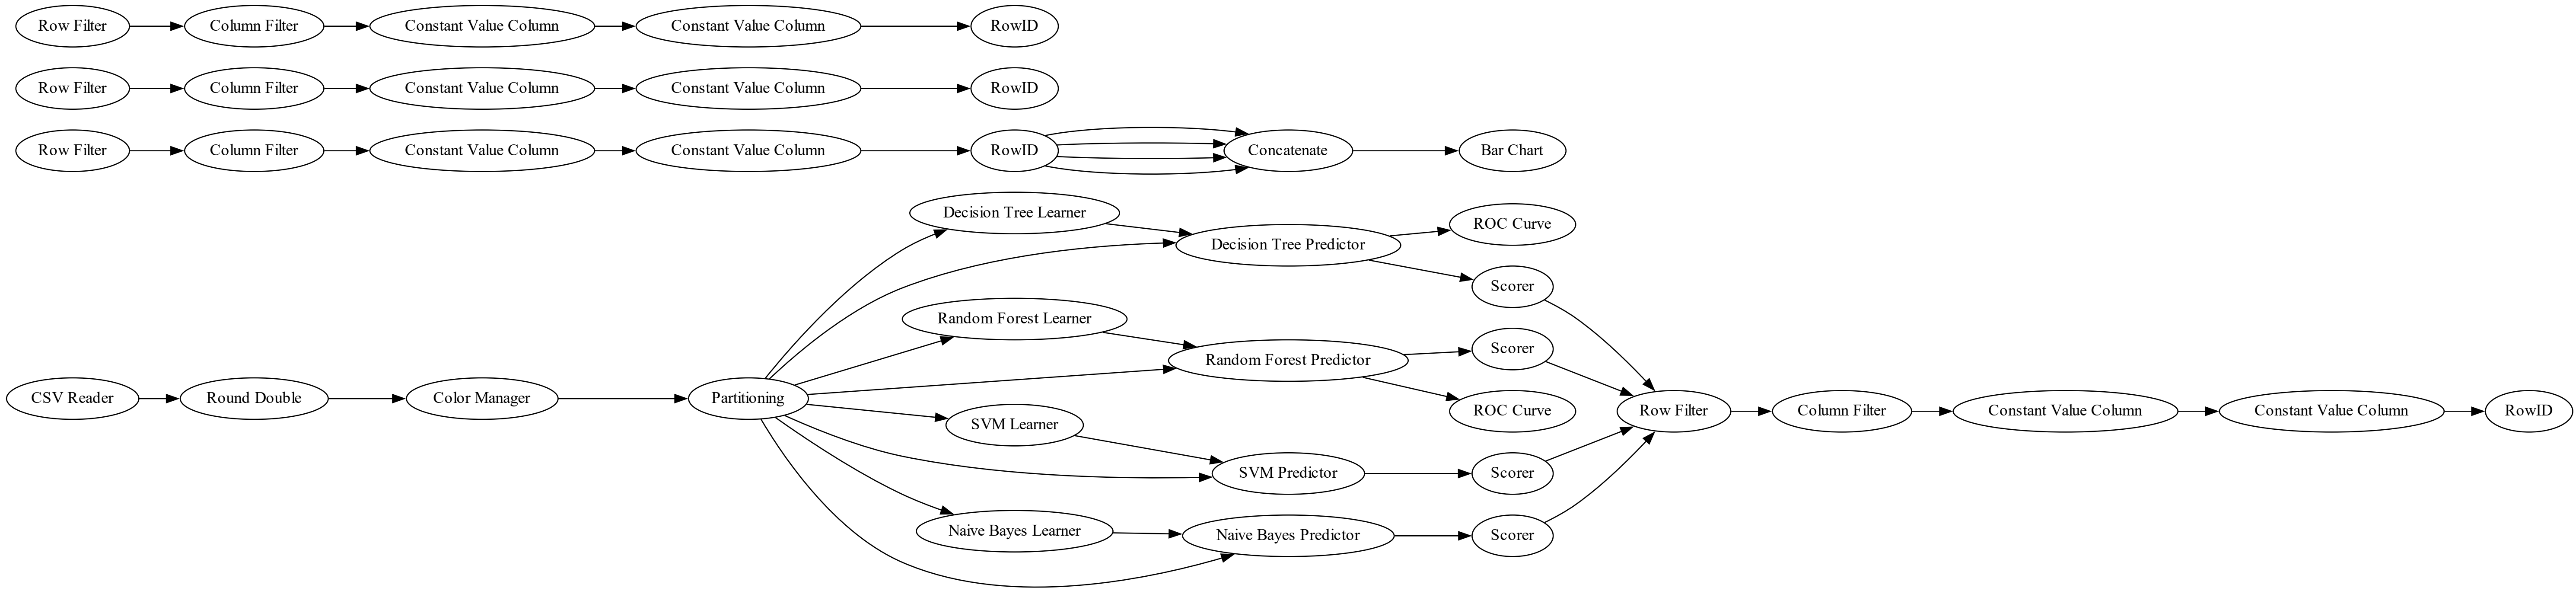 Row Filter
Column Filter
Constant Value Column
Constant Value Column
RowID
Row Filter
Column Filter
Constant Value Column
Constant Value Column
RowID
Row Filter
Column Filter
Constant Value Column
Constant Value Column
RowID
Concatenate
Bar Chart
CSV Reader
Round Double
Color Manager
Partitioning
Decision Tree Learner
Decision Tree Predictor
ROC Curve
Scorer
Random Forest Learner
Random Forest Predictor
Scorer
ROC Curve
SVM Learner
SVM Predictor
Scorer
Naive Bayes Learner
Naive Bayes Predictor
Scorer
Row Filter
Column Filter
Constant Value Column
Constant Value Column
RowID